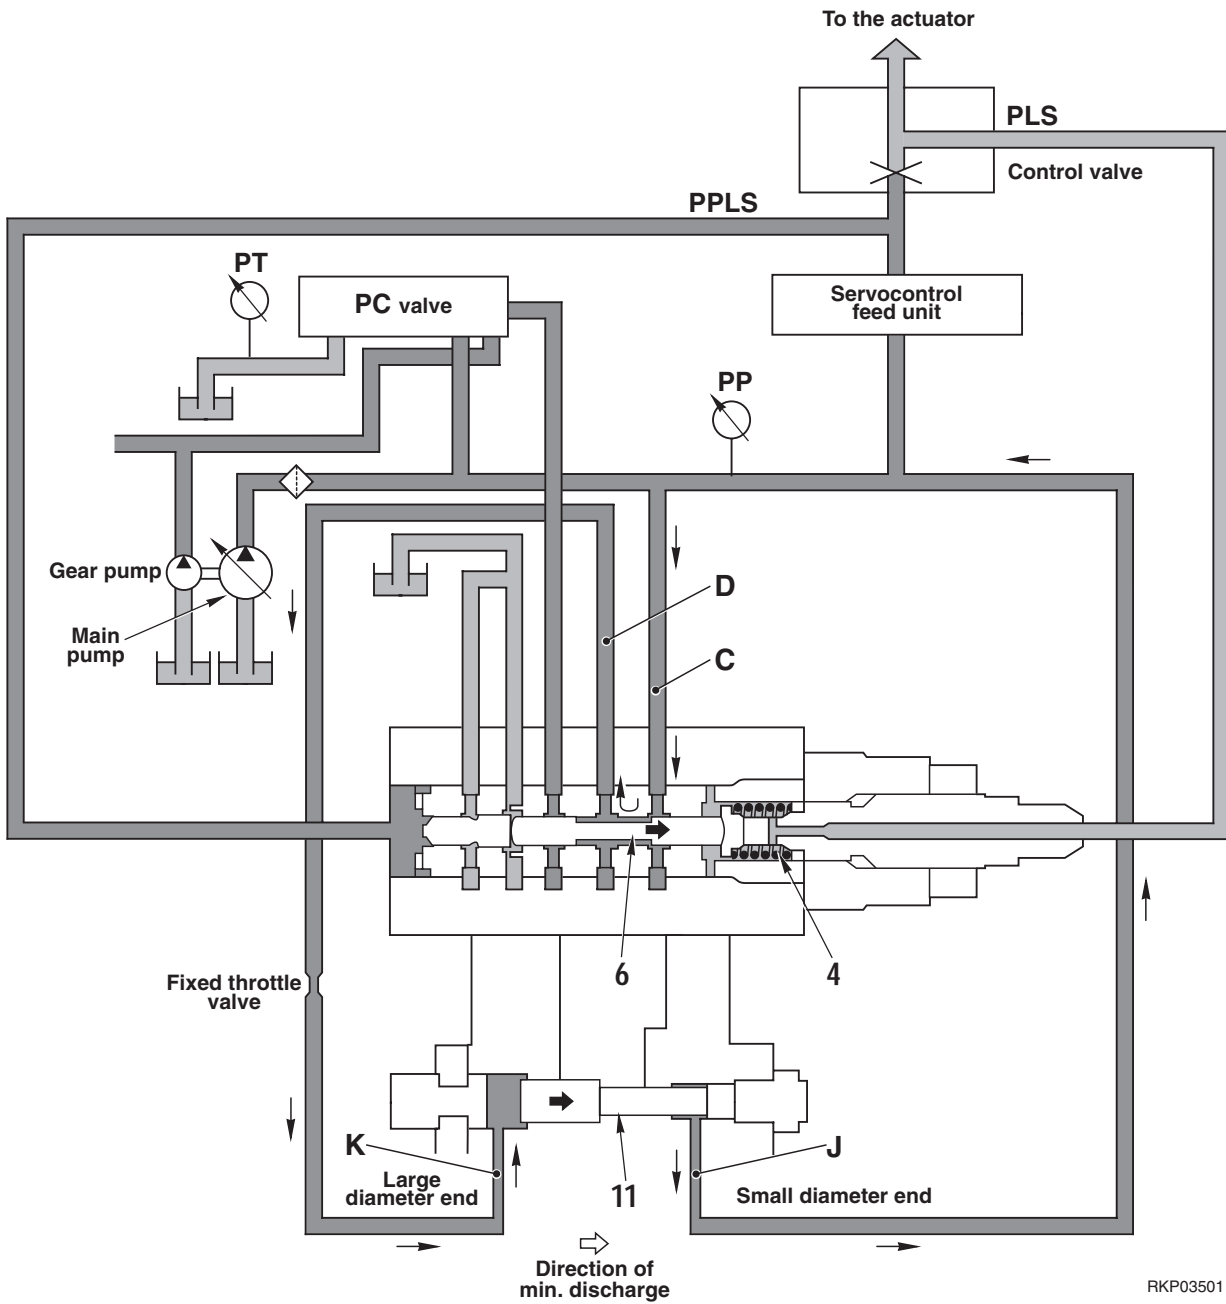 To the actuator
PLS
Control valve
PPLS
PT
PC valve
Servocontrol
feed unit
PP
Gear pump
Main
pump
D
C
6
4
Fixed throttle
valve
K
Large
diameter end
11
J
Small diameter end
Direction of
min. discharge
RKP03501